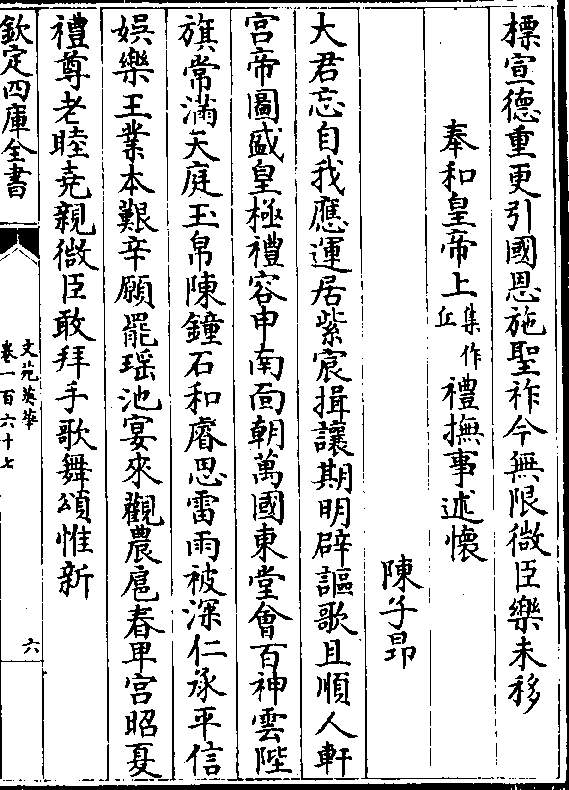 標宣德重更引國恩施聖祚今無限微臣樂未移
奉和皇帝上集作丘禮撫事述懷
陳子昂
大君忘自我應運居紫宸揖讓期明辟謳歌且順人軒
宮帝圖盛皇極禮容申南面朝萬國東堂會百神雲陛
旗常滿天庭玉帛陳鐘石和睿思雷雨被深仁承平信
娯樂王業本艱辛願罷瑶池宴來觀農扈春卑宮昭夏
禮尊老睦堯親微臣敢拜手歌舞頌惟新
欽定四庫全書
文苑英華
卷一百六十七
六